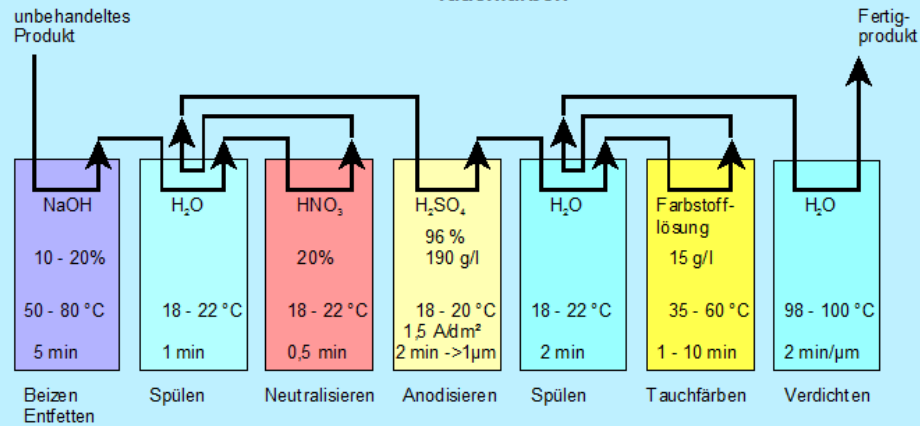 unbehandeltes
Produkt
Fertig-
produkt
NaOH
10 - 20%
50 - 80 °C
5 min
Beizen
Entfetten
H₂O
18 - 22 °C
1 min
Spülen
HNO₃
20%
18 - 22 °C
0,5 min
Neutralisieren
H₂SO₄
96 %
190 g/l
18 - 20 °C
1,5 A/dm²
2 min ->1µm
Anodisieren
H₂O
18 - 22 °C
2 min
Spülen
Farbstoff-
lösung
15 g/l
35 - 60 °C
1 - 10 min
Tauchfärben
H₂O
98 - 100 °C
2 min/µm
Verdichten